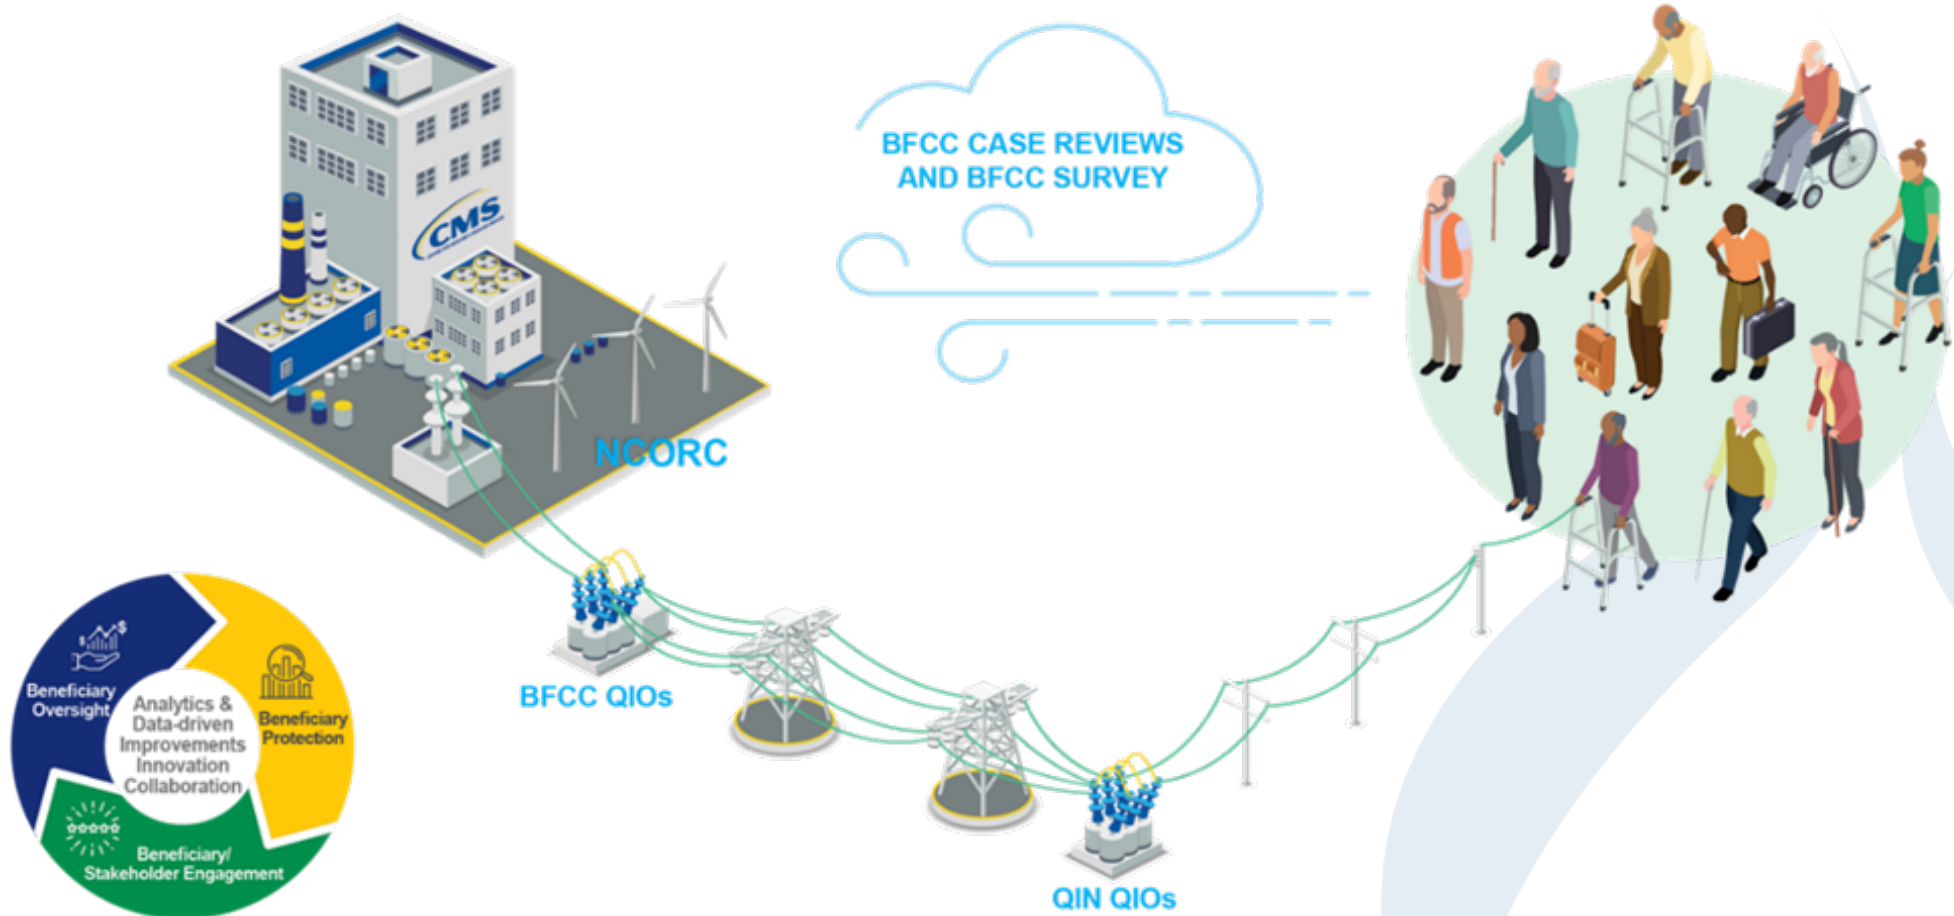 BFCC CASE REVIEWS
AND BFCC SURVEY
CMS
NCORC
BFCC QIOs
QIN QIOs
Beneficiary
Oversight
Beneficiary
Protection
Analytics &
Data-driven
Improvements
Innovation
Collaboration
Beneficiary/
Stakeholder Engagement